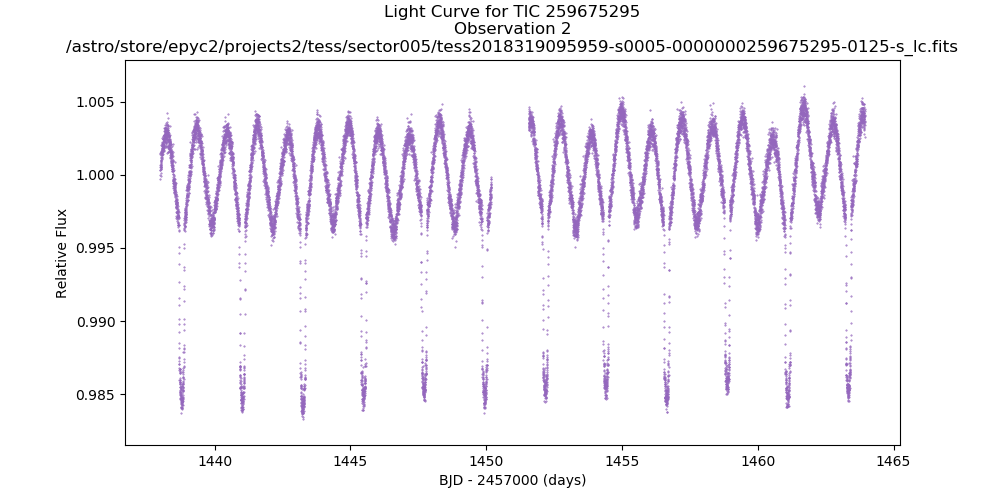 Light Curve for TIC 259675295
Observation 2
/astro/store/epyc2/projects2/tess/sector005/tess2018319095959-s0005-0000000259675295-0125-s_lc.fits
1.005
1.000
0.995
0.990
0.985
Relative Flux
1440
1445
1450
1455
1460
1465
BJD - 2457000 (days)